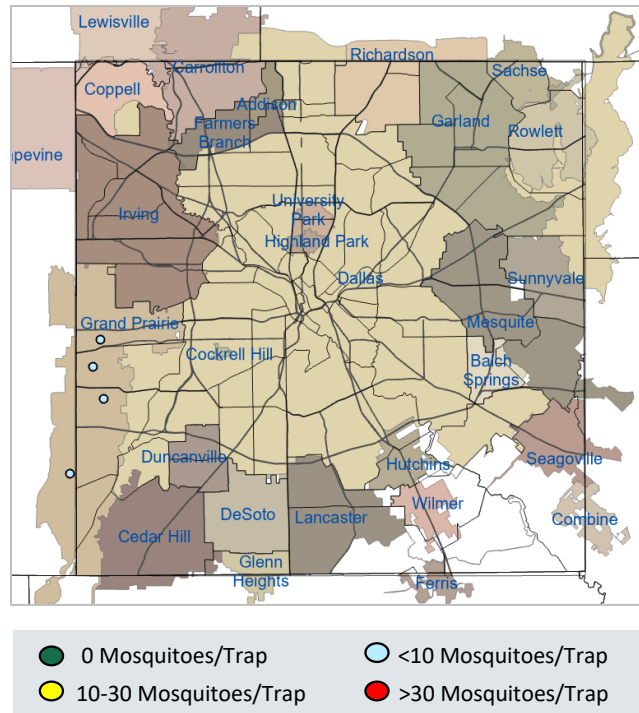 Lewisville
Richardson
Carrollton
Sachse
Coppell
Addison
Garland
Farmers
Branch
Rowlett
apevine
University
Park
Irving
Highland Park
Dallas
Sunnyvale
Grand Prairie
Mesquite
Cockrell Hill
Balch
Springs
Duncanville
Hutchins
Seagoville
Wilmer
DeSoto
Lancaster
Combine
Cedar Hill
Glenn
Heights
Ferris
0 Mosquitoes/Trap
<10 Mosquitoes/Trap
10-30 Mosquitoes/Trap
>30 Mosquitoes/Trap